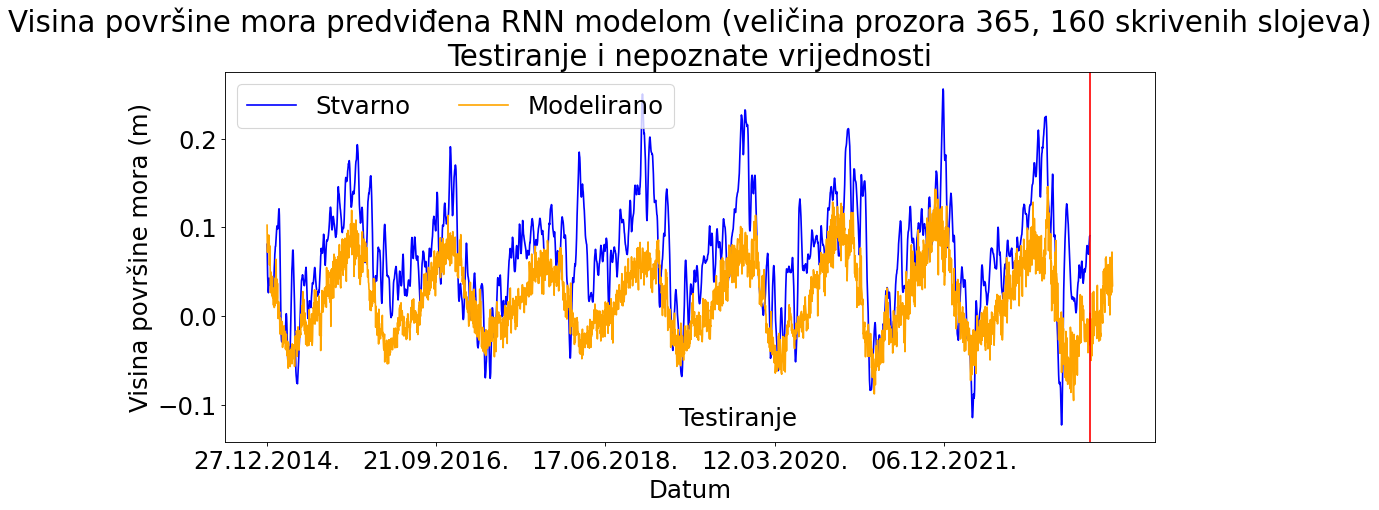 Visina površine mora predviđena RNN modelom (veličina prozora 365, 160 skrivenih slojeva)
Testiranje i nepoznate vrijednosti
Stvarno Modelirano
Visina površine mora (m)
0.2
0.1
0.0
−0.1
Testiranje
27.12.2014. 21.09.2016. 17.06.2018. 12.03.2020. 06.12.2021.
Datum